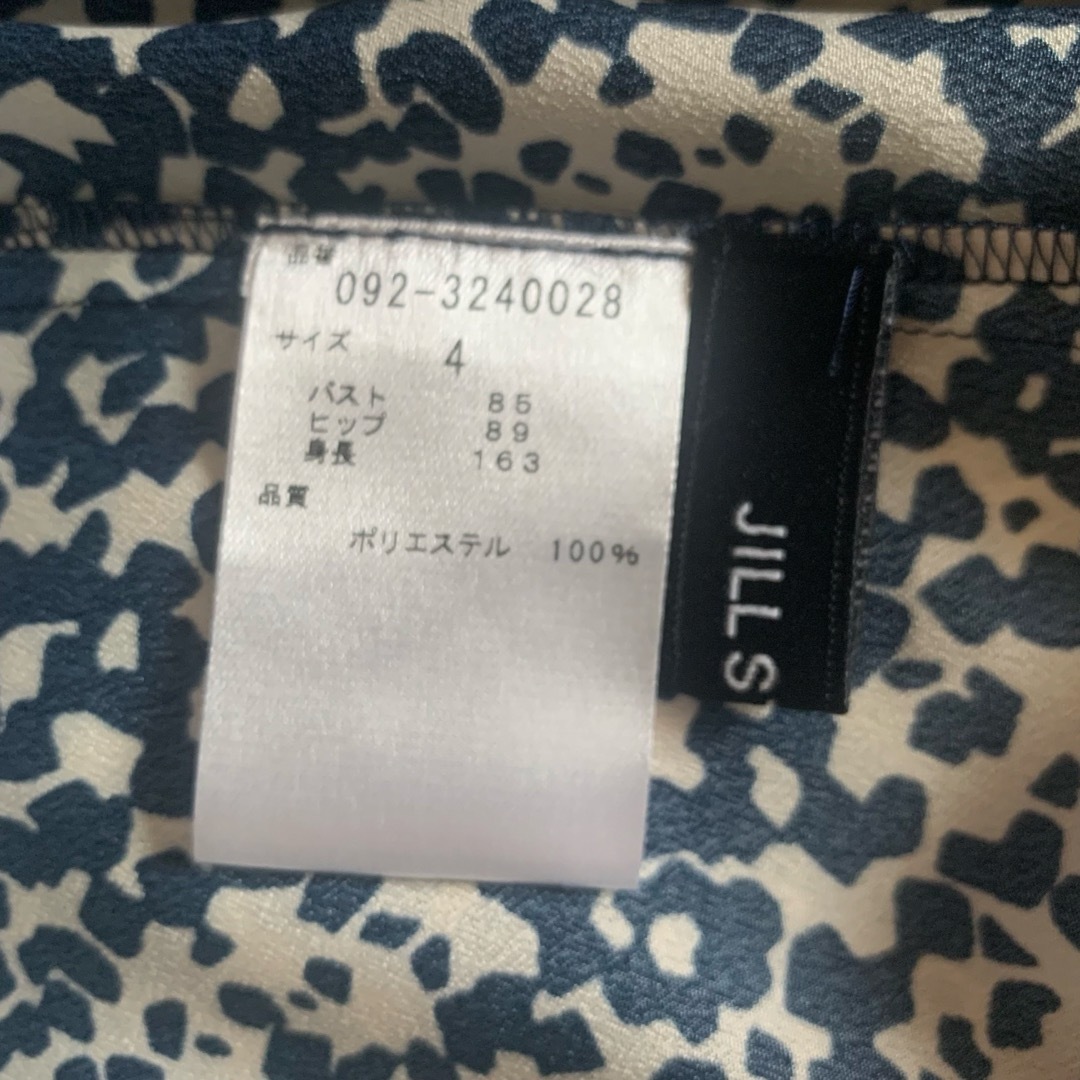 品番
092-3240028
サイズ 4
バスト 85
ヒップ 89
身長 163
品質
ポリエステル 100%
JILL S